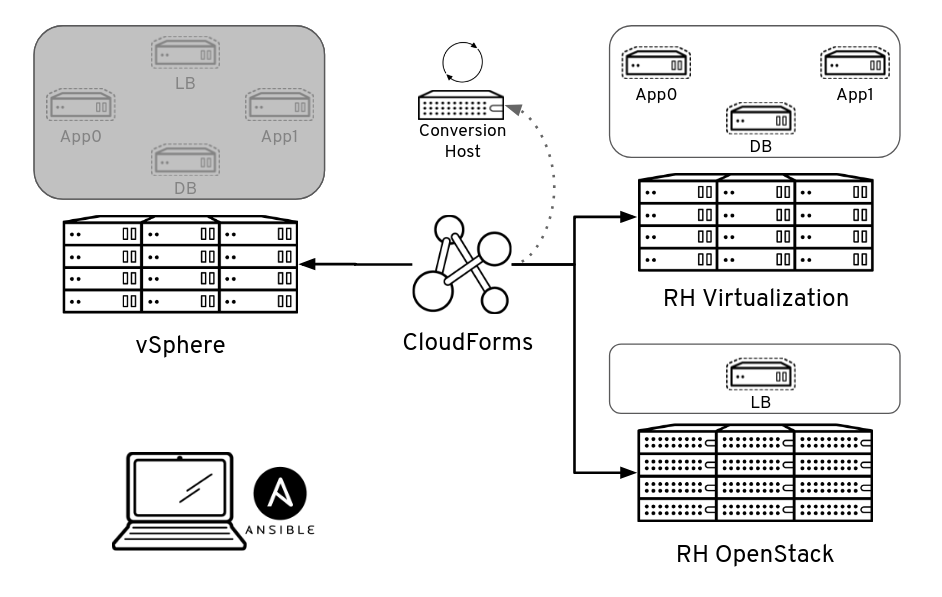 LB
App0
App1
DB
vSphere
Conversion
Host
CloudForms
App0
App1
DB
RH Virtualization
LB
RH OpenStack
ANSIBLE